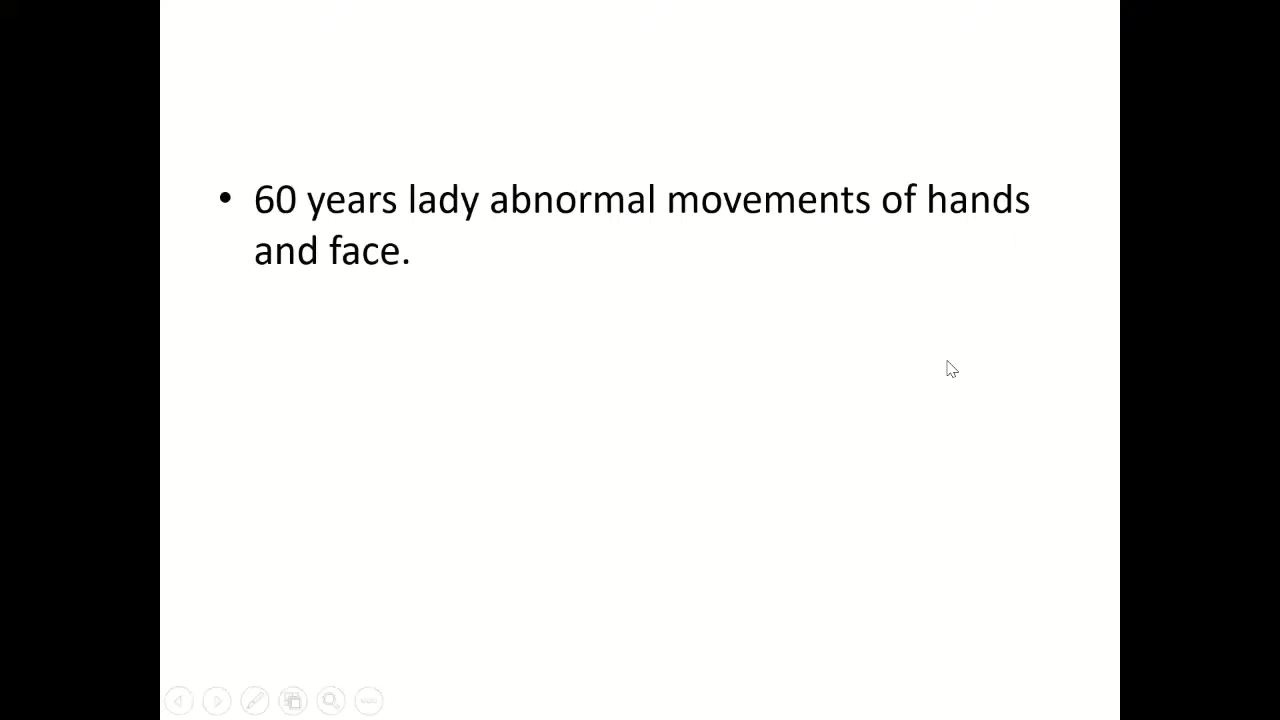 • 60 years lady abnormal movements of hands
and face.